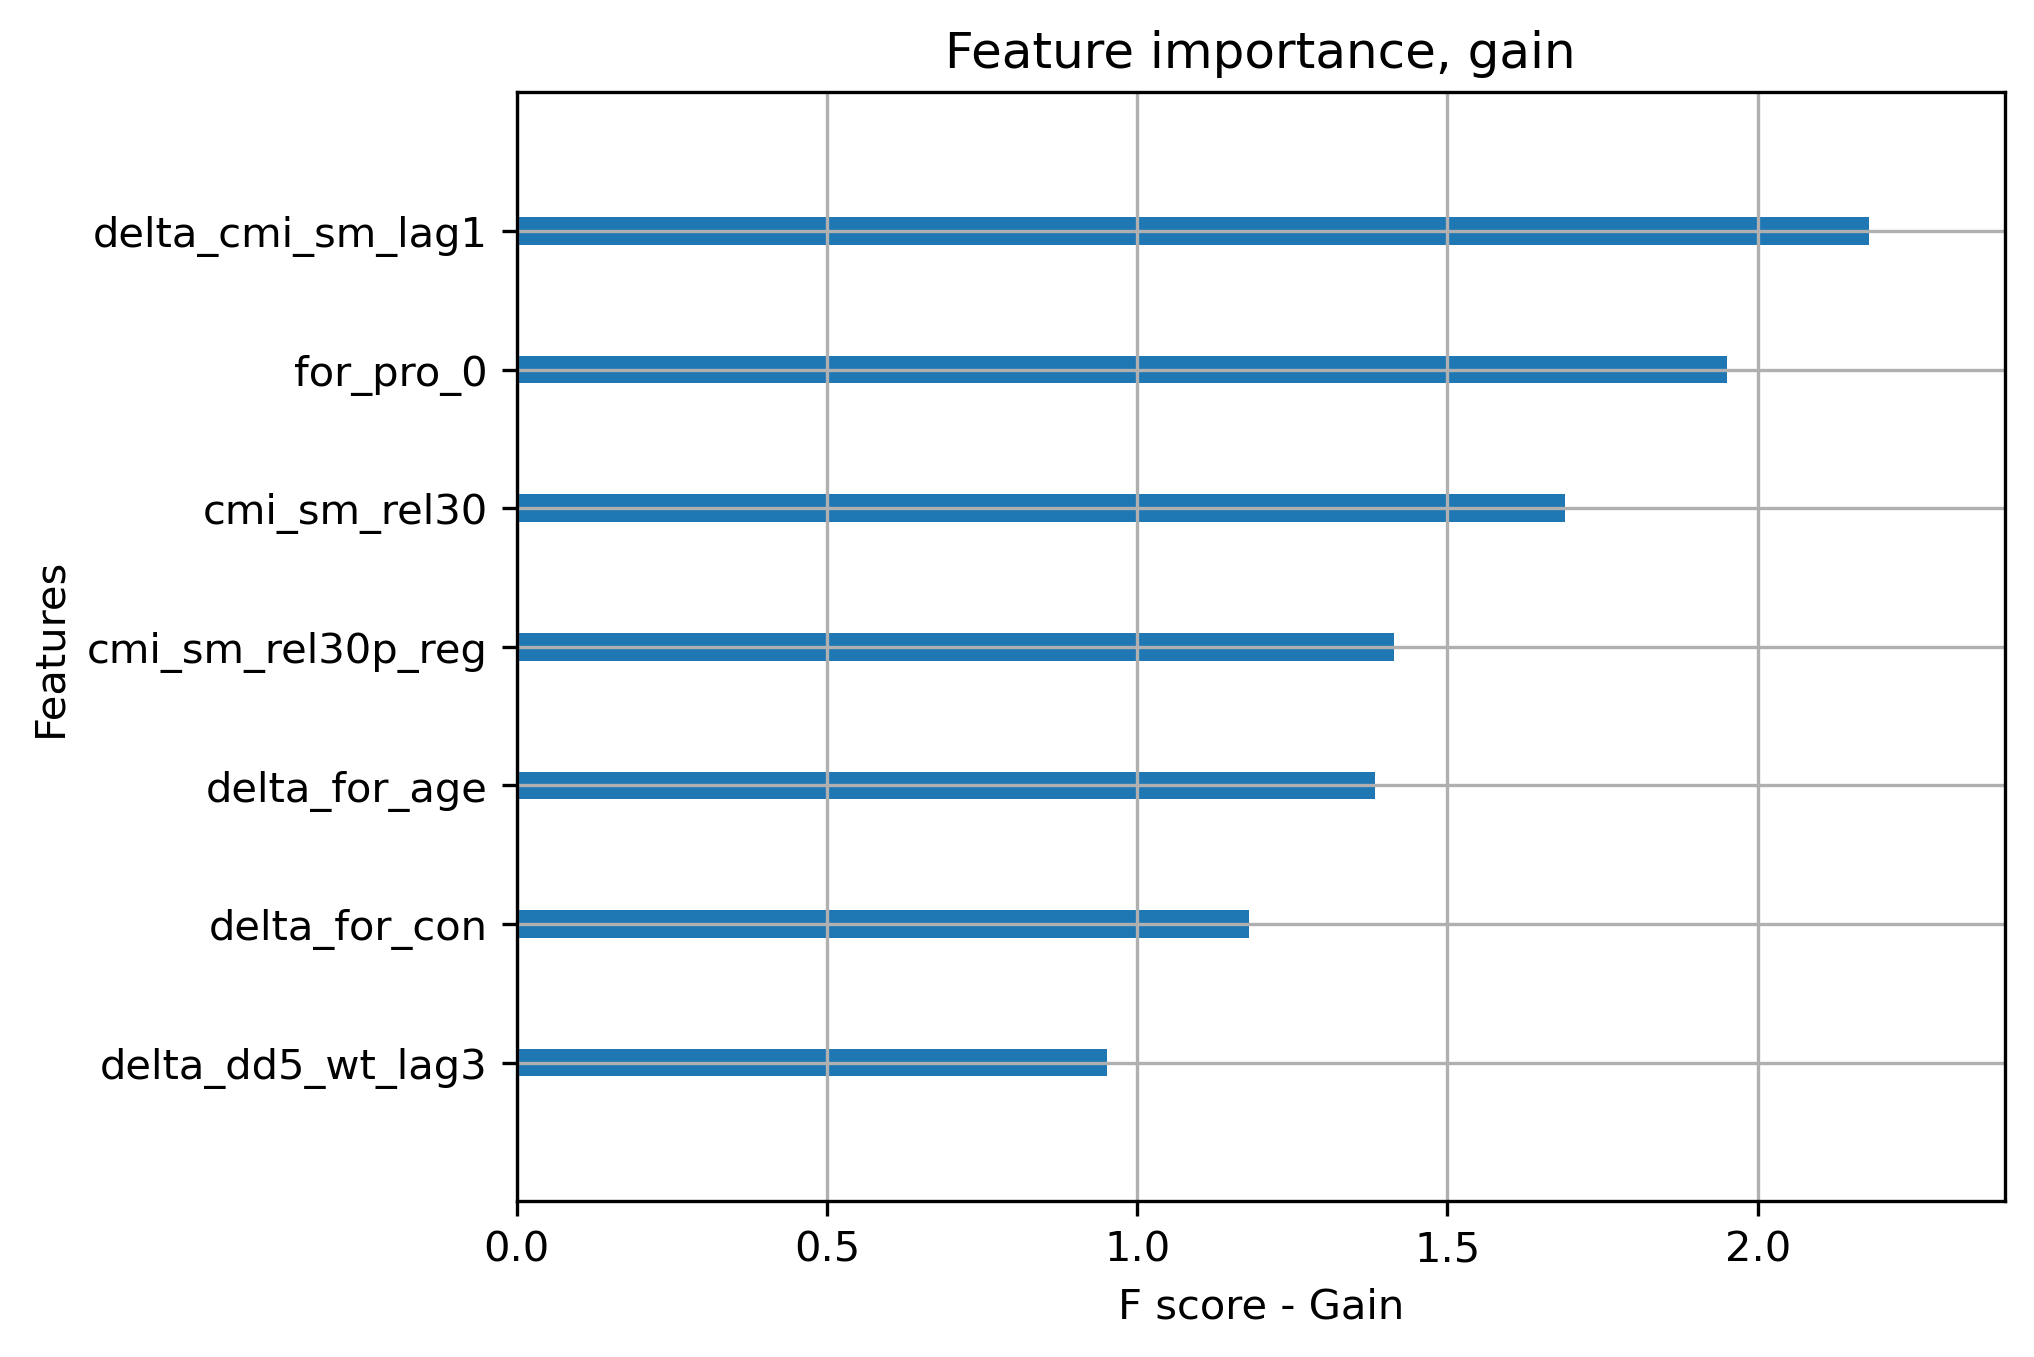 Feature importance, gain
delta_cmi_sm_lag1
for_pro_0
cmi_sm_rel30
cmi_sm_rel30p_reg
delta_for_age
delta_for_con
delta_dd5_wt_lag3
Features
0.0 0.5 1.0 1.5 2.0
F score - Gain